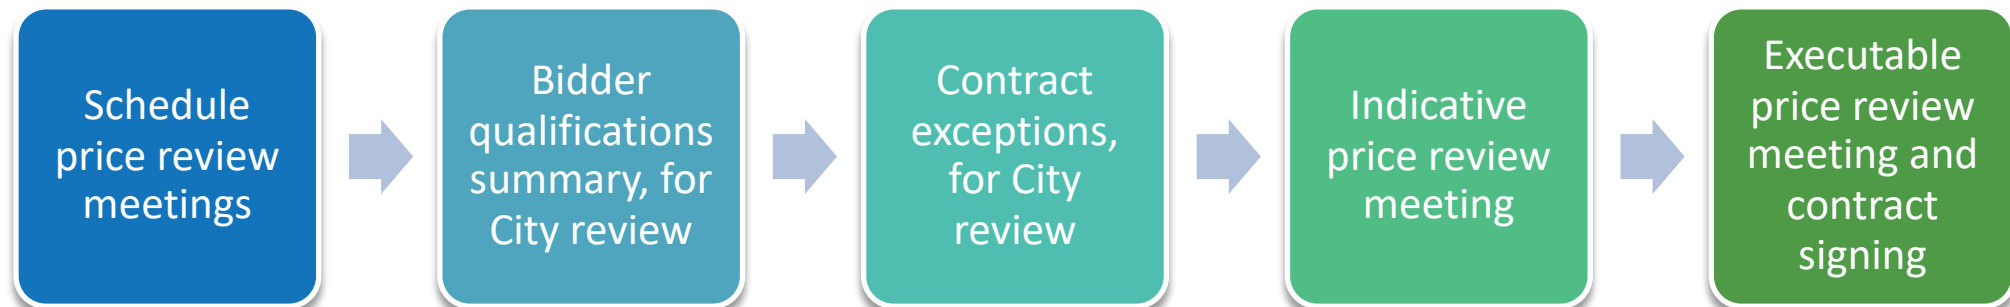 Schedule
price review
meetings
Bidder
qualifications
summary, for
City review
Contract
exceptions,
for City
review
Indicative
price review
meeting
Executable
price review
meeting and
contract
signing